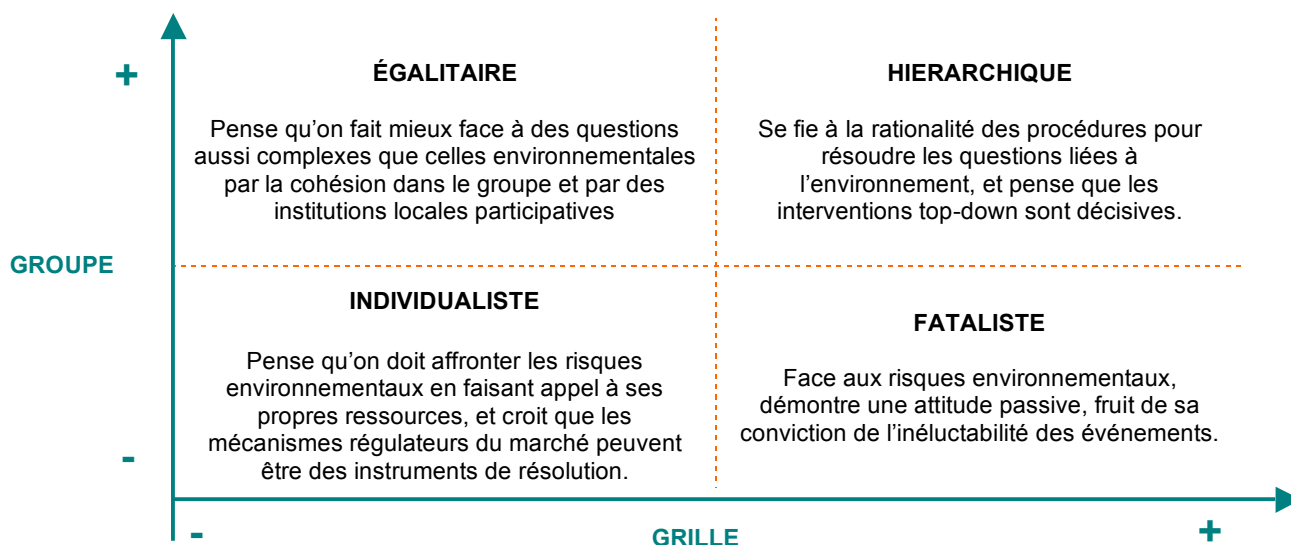 +
ÉGALITAIRE
Pense qu'on fait mieux face à des questions
aussi complexes que celles environnementales
par la cohésion dans le groupe et par des
institutions locales participatives
HIERARCHIQUE
Se fie à la rationalité des procédures pour
résoudre les questions liées à
l'environnement, et pense que les
interventions top-down sont décisives.
GROUPE
INDIVIDUALISTE
Pense qu'on doit affronter les risques
environnementaux en faisant appel à ses
propres ressources, et croit que les
mécanismes régulateurs du marché peuvent
être des instruments de résolution.
FATALISTE
Face aux risques environnementaux,
démontre une attitude passive, fruit de sa
conviction de l'inéluctabilité des événements.
-
-
GRILLE
+